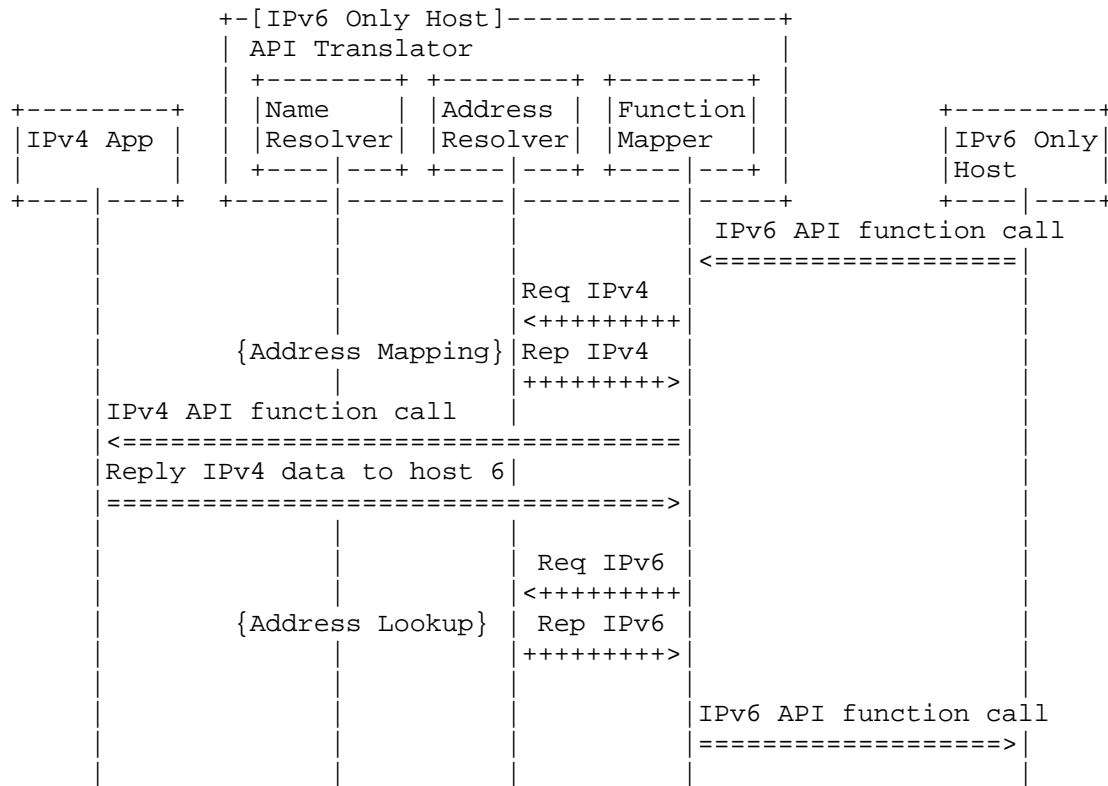 [IPv6 Only Host]
API Translator
Name Address Function
IPv4 App Resolver Resolver Mapper IPv6 Only
Host
IPv6 API function call
Req IPv4
{Address Mapping} Rep IPv4
IPv4 API function call
Reply IPv4 data to host 6
Req IPv6
{Address Lookup} Rep IPv6
IPv6 API function call